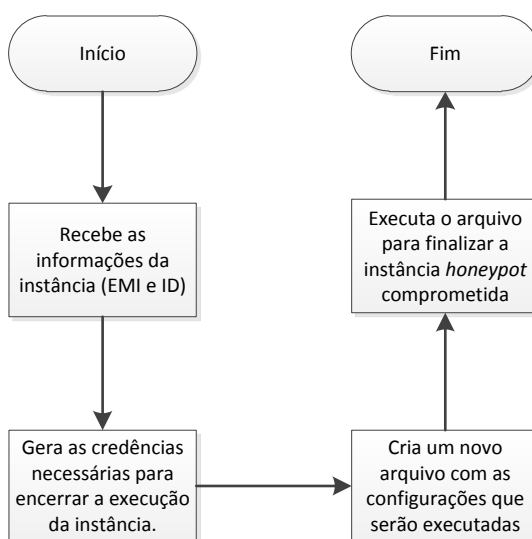 Início
Recebe as
informações da
instância (EMI e ID)
Gera as credências
necessárias para
encerrar a execução
da instância.
Cria um novo
arquivo com as
configurações que
serão executadas
Executa o arquivo
para finalizar a
instância honeypot
comprometida
Fim